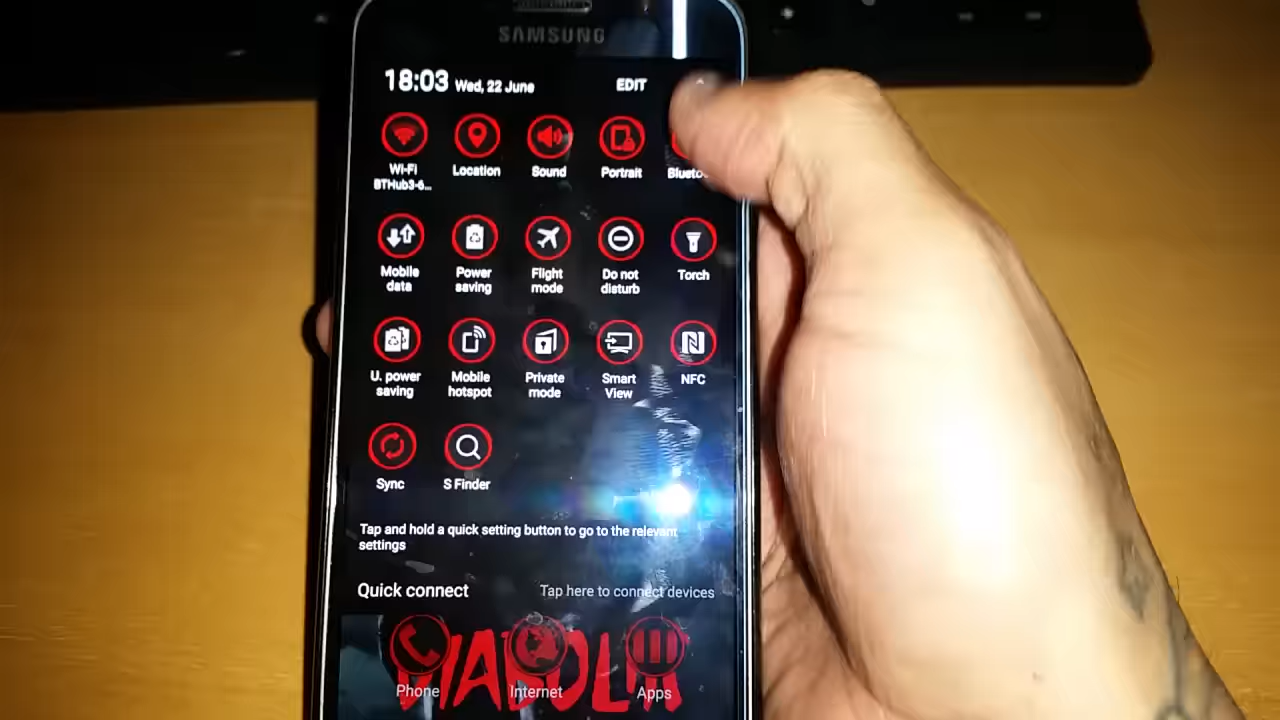 SAMSUNG
18:03 Wed, 22 June EDIT
Wi-Fi
BTHub3-6...
Location
Sound
Portrait
Mobile
data
Power
saving
Flight
mode
Do not
disturb
Torch
U. power
saving
Mobile
hotspot
Private
mode
Smart
View
NFC
Sync
S Finder
Tap and hold a quick setting button to go to the relevant
settings
Quick connect Tap here to connect devices
Phone
Internet
Apps